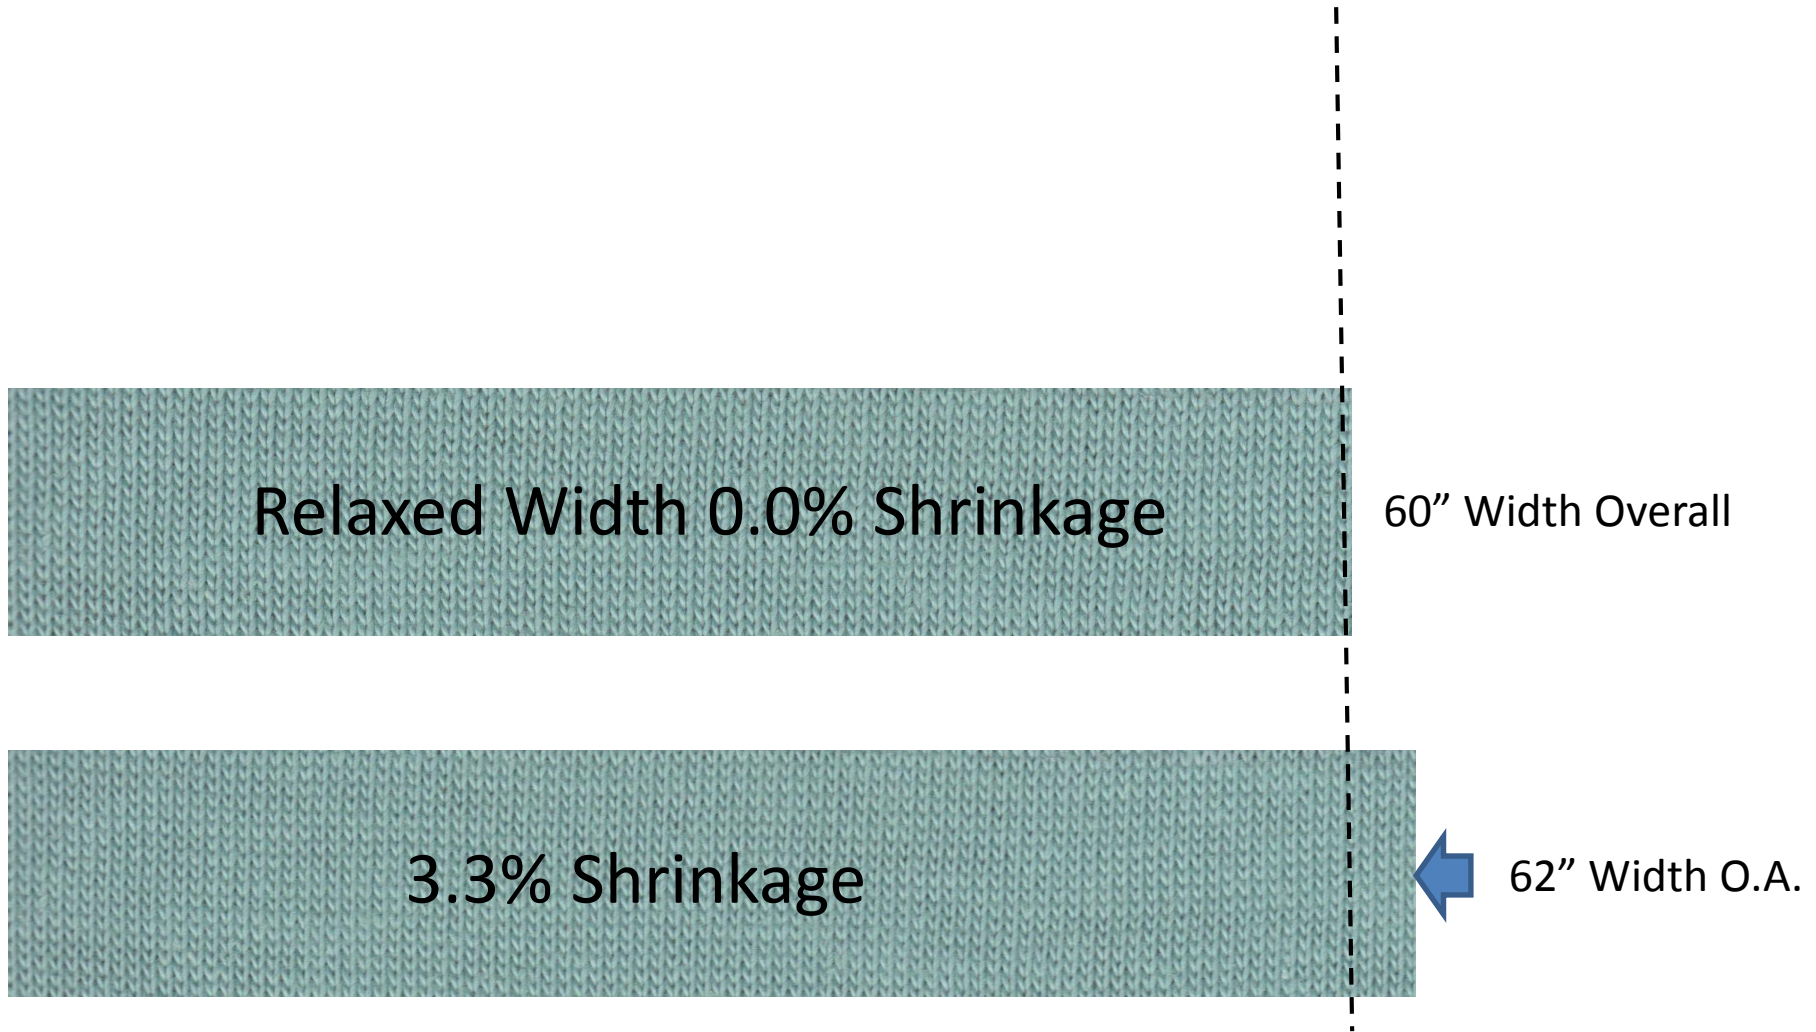 Relaxed Width 0.0% Shrinkage
60” Width Overall
3.3% Shrinkage
62” Width O.A.